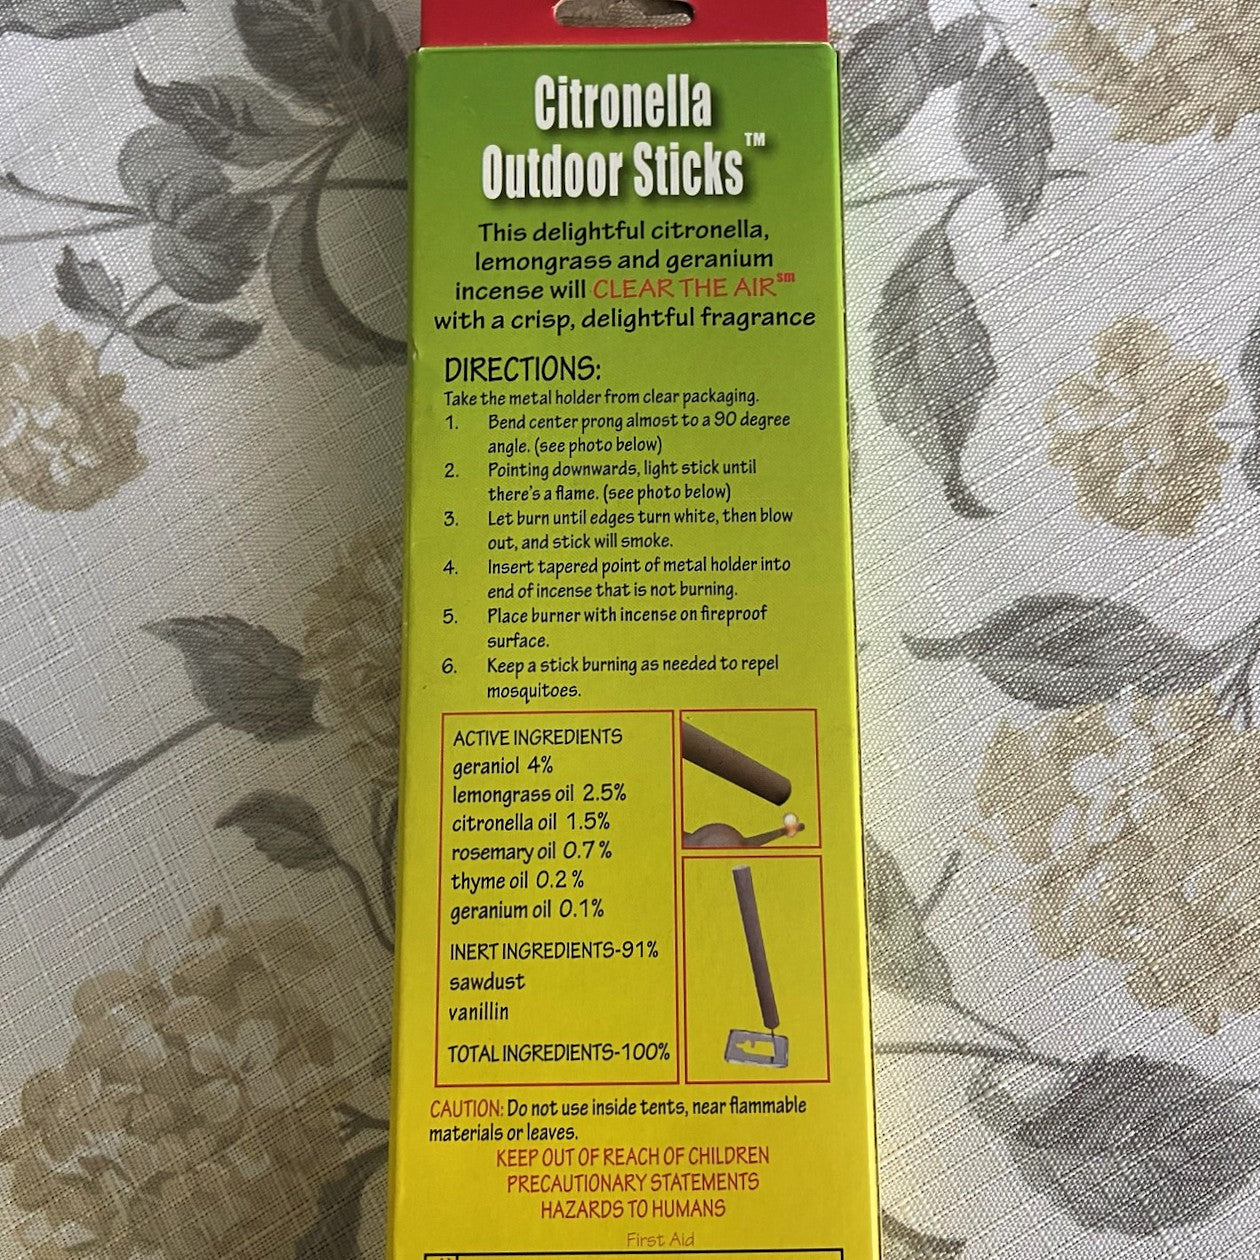 Citronella
Outdoor Sticks™
This delightful citronella,
lemongrass and geranium
incense will CLEAR THE AIR℠
with a crisp, delightful fragrance
DIRECTIONS:
Take the metal holder from clear packaging.
1. Bend center prong almost to a 90 degree
angle. (see photo below)
2. Pointing downwards, light stick until
there's a flame. (see photo below)
3. Let burn until edges turn white, then blow
out, and stick will smoke.
4. Insert tapered point of metal holder into
end of incense that is not burning.
5. Place burner with incense on fireproof
surface.
6. Keep a stick burning as needed to repel
mosquitoes.
ACTIVE INGREDIENTS
geraniol 4%
lemongrass oil 2.5%
citronella oil 1.5%
rosemary oil 0.7%
thyme oil 0.2%
geranium oil 0.1%
INERT INGREDIENTS-91%
sawdust
vanillin
TOTAL INGREDIENTS-100%
CAUTION: Do not use inside tents, near flammable
materials or leaves.
KEEP OUT OF REACH OF CHILDREN
PRECAUTIONARY STATEMENTS
HAZARDS TO HUMANS
First Aid